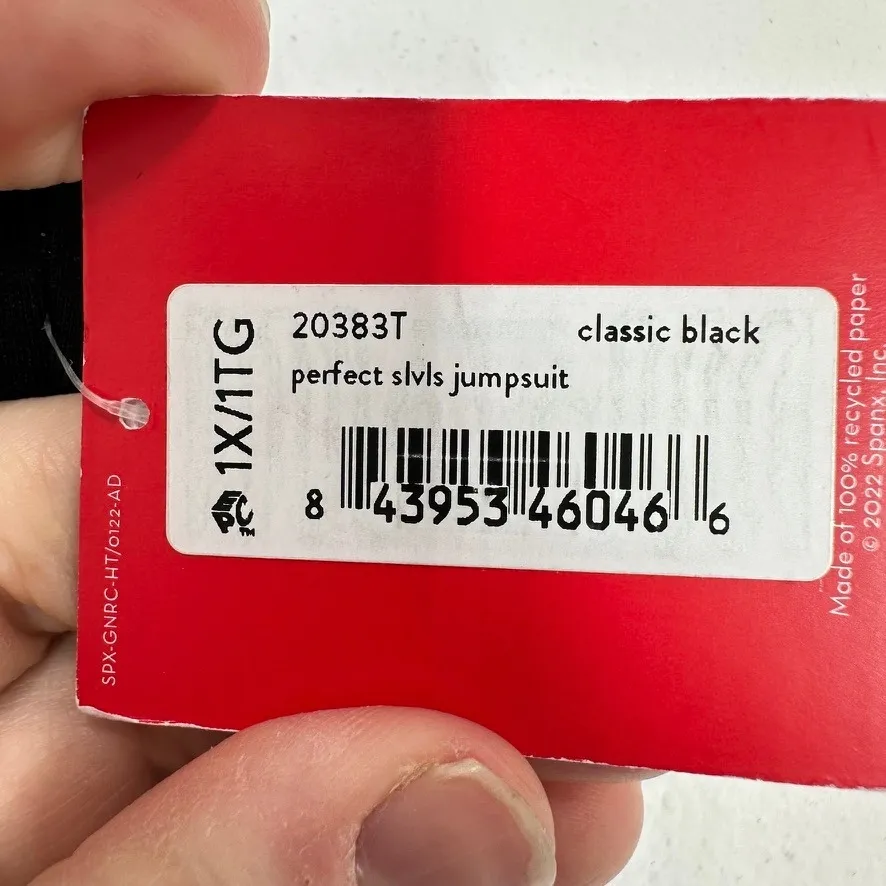 20383T
classic black
perfect slvls jumpsuit
1X/1TG
8 43953 46046 6
SPX-GNRC-HT/0122-AD
Made of 100% recycled paper
© 2022 Spanx, Inc.